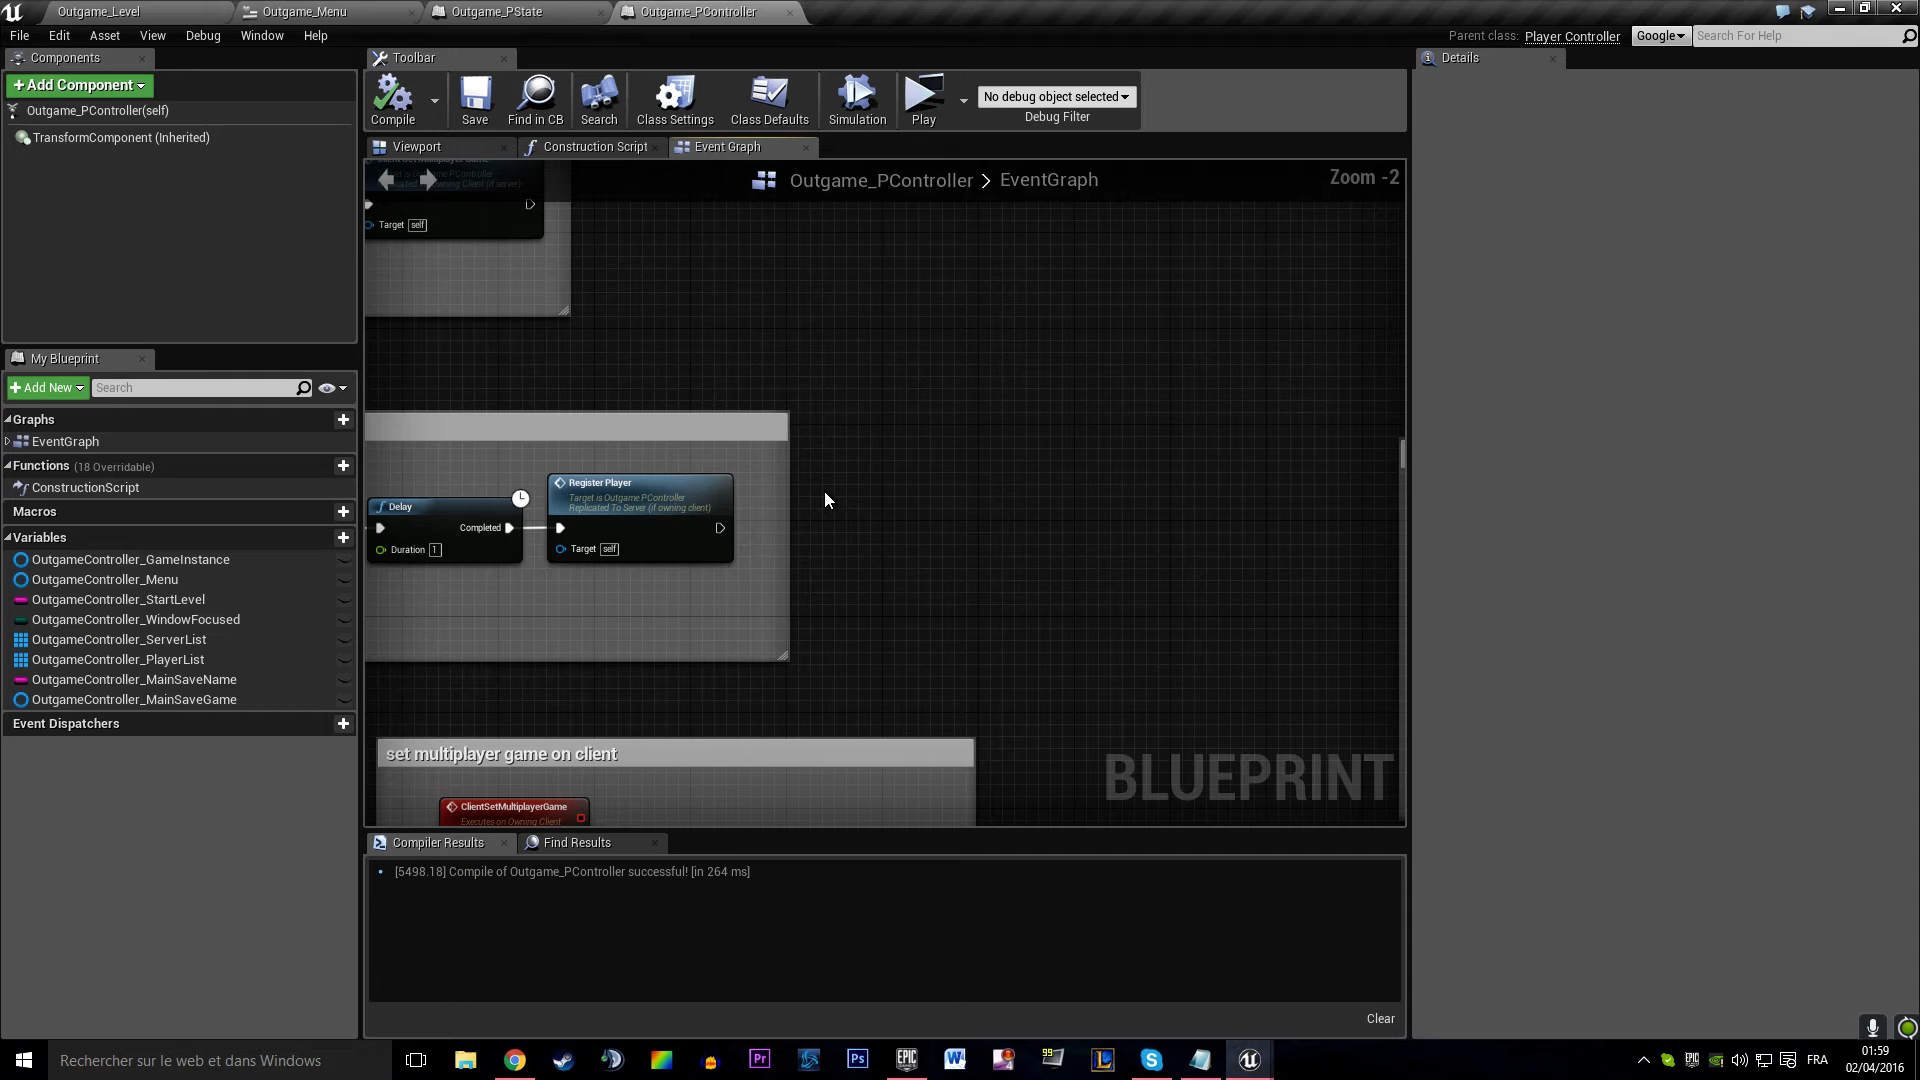 Outgame_Level
Outgame_Menu
Outgame_PState
Outgame_PController
File Edit Asset View Debug Window Help
Parent class: Player Controller Google Search For Help
Components
+Add Component
Outgame_PController(self)
TransformComponent (Inherited)
Toolbar
Compile
Save
Find in CB
Search
Class Settings
Class Defaults
Simulation
Play
No debug object selected
Debug Filter
Details
Viewport
Construction Script
Event Graph
Outgame_PController > EventGraph
Zoom -2
Target self
My Blueprint
+Add New
Search
Graphs
EventGraph
Functions (18 Overridable)
ConstructionScript
Macros
Variables
OutgameController_GameInstance
OutgameController_Menu
OutgameController_StartLevel
OutgameController_WindowFocused
OutgameController_ServerList
OutgameController_PlayerList
OutgameController_MainSaveName
OutgameController_MainSaveGame
Event Dispatchers
Delay
Completed
Duration 1
Register Player
Target is Outgame PController
Replicated To Server (if owning client)
Target self
set multiplayer game on client
ClientSetMultiplayerGame
Executes on Owning Client
BLUEPRINT
Compiler Results
Find Results
[5498.18] Compile of Outgame_PController successful! [in 264 ms]
Clear
Rechercher sur le web et dans Windows
Pr
Ps
EPIC
GAMES
W
99
L
S
FRA
01:59
02/04/2016